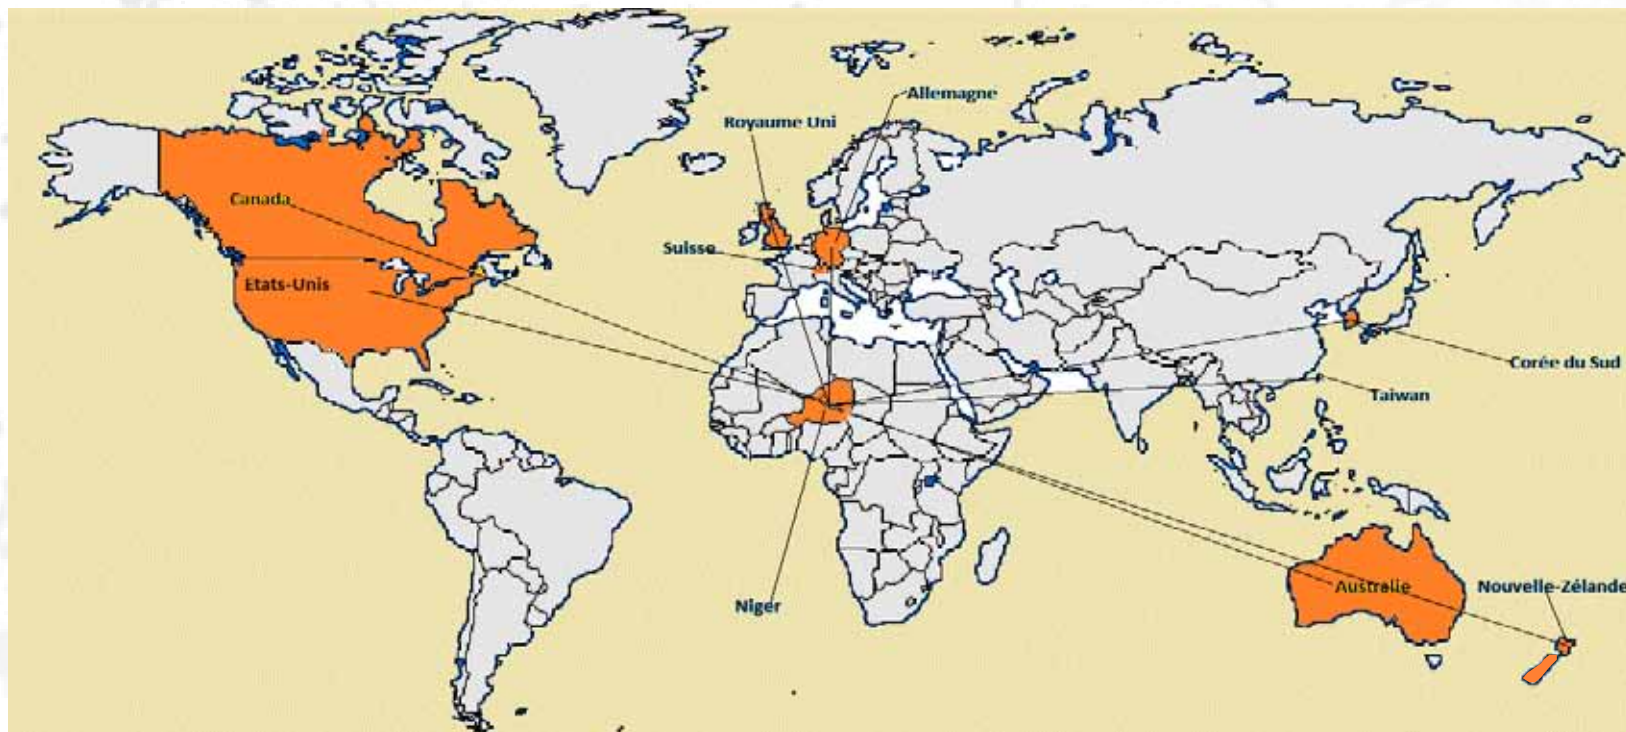 Allemagne
Royaume Uni
Canada
Suisse
Etats-Unis
Corée du Sud
Taiwan
Niger
Australie
Nouvelle-Zélande